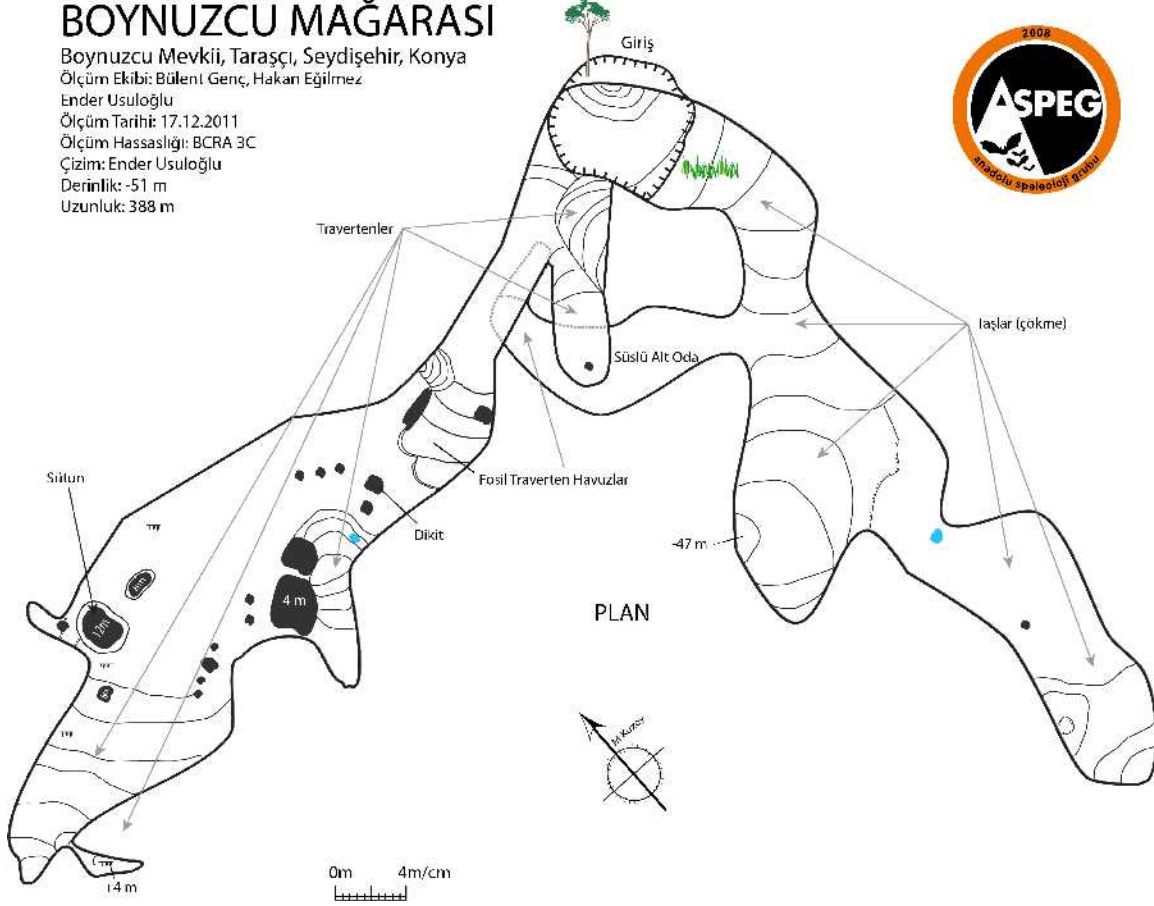 BOYNUZCU MAĞARASI
Boynuzcu Mevkii, Taraşçı, Seydişehir, Konya
Ölçüm Ekibi: Bülent Genç, Hakan Eğilmez
Ender Usuloğlu
Ölçüm Tarihi: 17.12.2011
Ölçüm Hassaslığı: BCRA 3C
Çizim: Ender Usuloğlu
Derinlik: -51 m
Uzunluk: 388 m
Giriş
2008
ASPEG
anadolu speleoloji grubu
Travertenler
Taşlar (çökme)
Süslü Alt Oda
Fosil Traverten Havuzlar
Sütun
Dikit
-47 m
4 m
12m
PLAN
M Kuzey
+4 m
0m 4m/cm